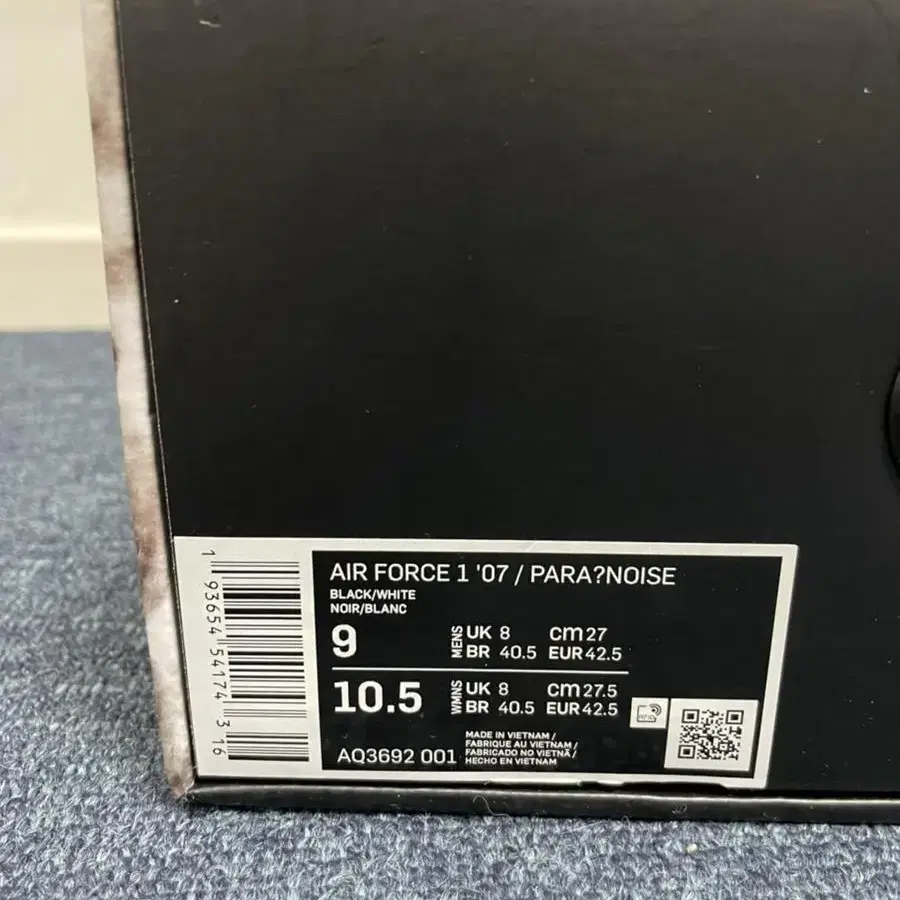 AIR FORCE 1 '07 / PARA?NOISE
BLACK/WHITE
NOIR/BLANC
9
MENS
UK 8 cm 27
BR 40.5 EUR 42.5
10.5
WMNS
UK 8 cm 27.5
BR 40.5 EUR 42.5
AQ3692 001
MADE IN VIETNAM /
FABRIQUE AU VIETNAM /
FABRICADO NO VIETNÃ /
HECHO EN VIETNAM
1 93654 54174 3 16